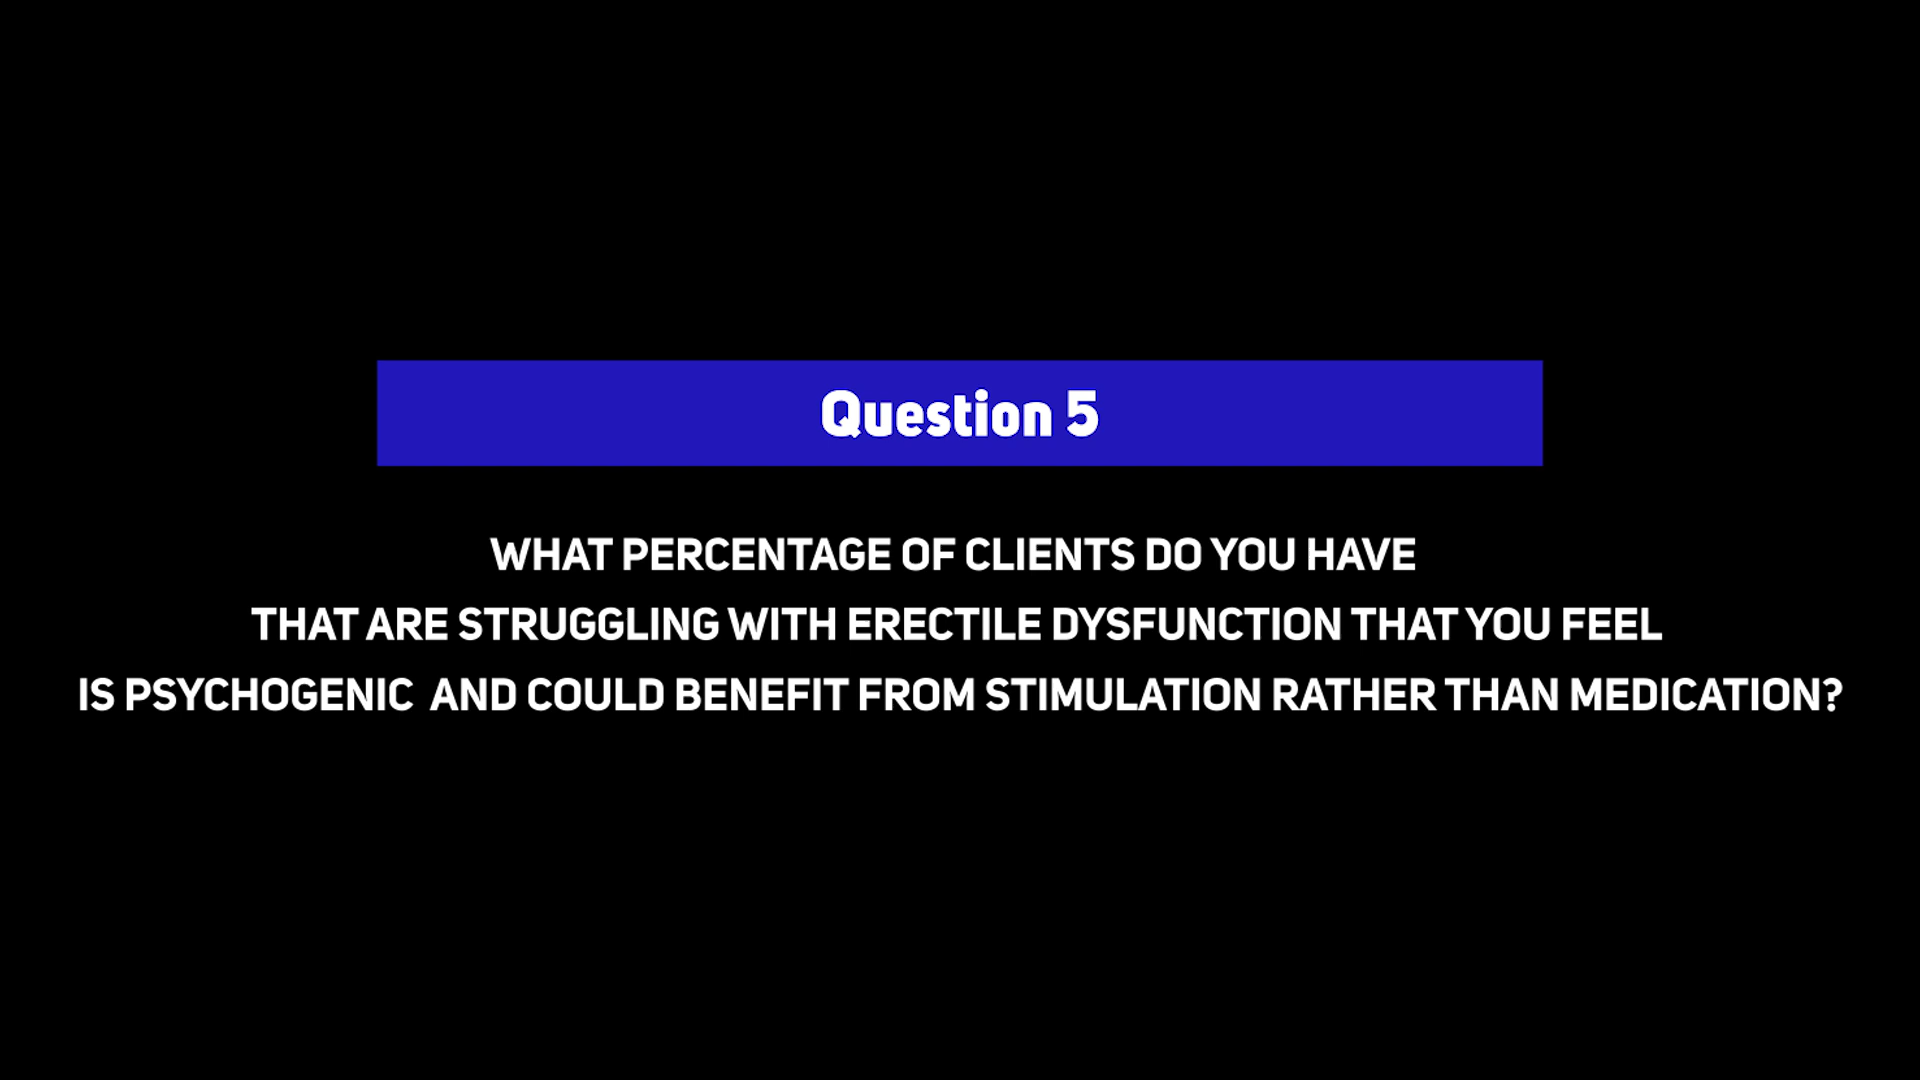 Question 5
WHAT PERCENTAGE OF CLIENTS DO YOU HAVE
THAT ARE STRUGGLING WITH ERECTILE DYSFUNCTION THAT YOU FEEL
IS PSYCHOGENIC  AND COULD BENEFIT FROM STIMULATION RATHER THAN MEDICATION?